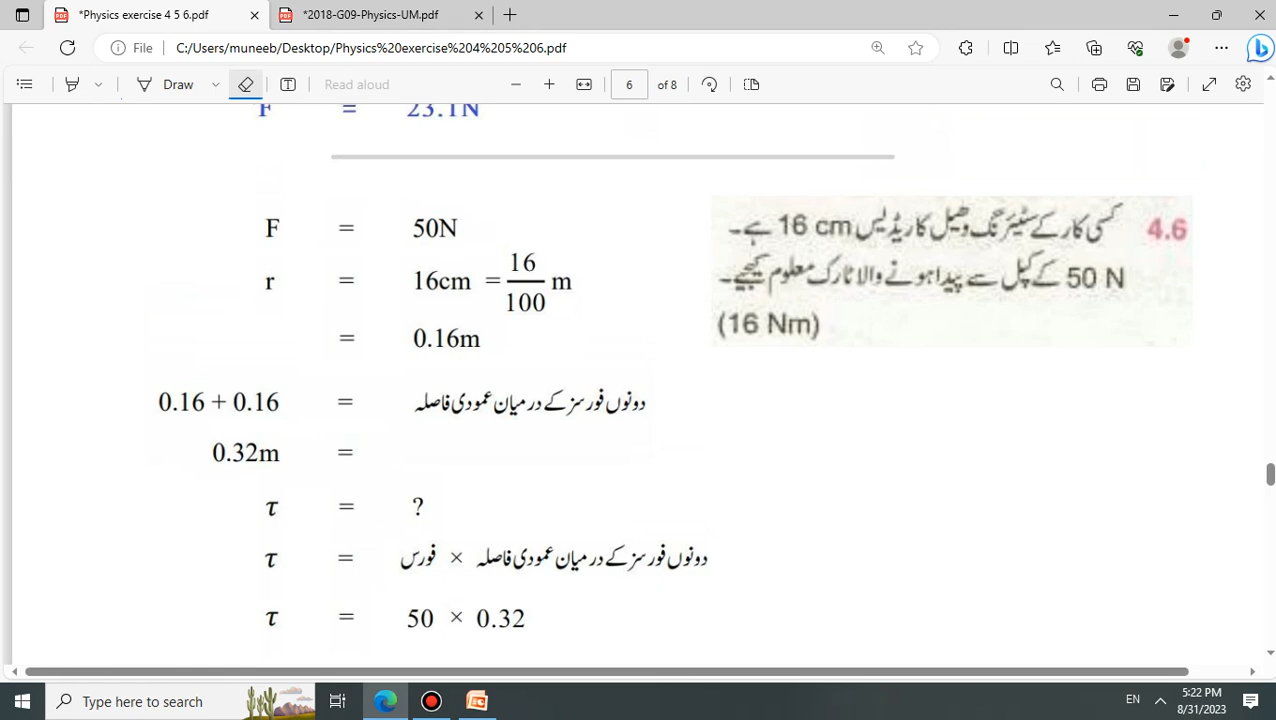 *Physics exercise 4 5 6.pdf
*2018-G09-Physics-UM.pdf
File
C:/Users/muneeb/Desktop/Physics%20exercise%204%205%206.pdf
Draw
Read aloud
6
of 8
F = 23.1N
F = 50N
r = 16cm = 16/100 m
= 0.16m
0.16 + 0.16 = دونوں فورسز کے درمیان عمودی فاصلہ
0.32m =
τ = ?
τ = فورس × دونوں فورسز کے درمیان عمودی فاصلہ
τ = 50 × 0.32
4.6 کسی کار کے سٹیئرنگ وھیل کا ریڈیس 16 cm ہے۔
50 N کے کپل سے پیدا ہونے والا ٹارک معلوم کیجیے۔
(16 Nm)
Type here to search
EN
5:22 PM
8/31/2023